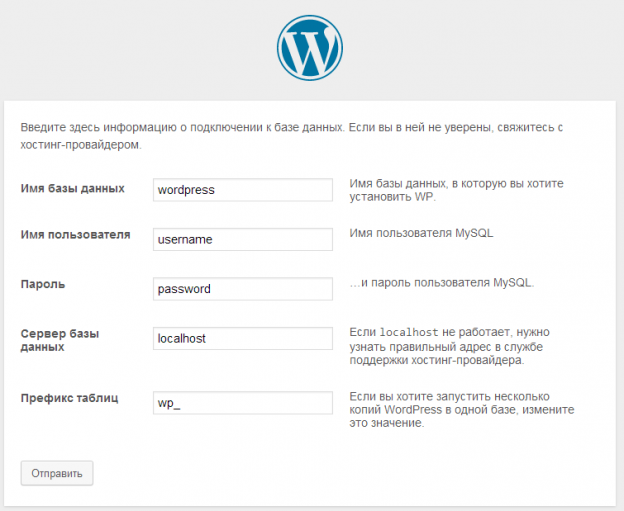 Введите здесь информацию о подключении к базе данных. Если вы в ней не уверены, свяжитесь с
хостинг-провайдером.
Имя базы данных
wordpress
Имя базы данных, в которую вы хотите
установить WP.
Имя пользователя
username
Имя пользователя MySQL
Пароль
password
…и пароль пользователя MySQL.
Сервер базы
данных
localhost
Если localhost не работает, нужно
узнать правильный адрес в службе
поддержки хостинг-провайдера.
Префикс таблиц
wp_
Если вы хотите запустить несколько
копий WordPress в одной базе, измените
это значение.
Отправить